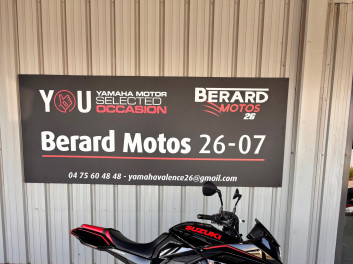 YOU YAMAHA MOTOR
SELECTED
OCCASION
BERARD
MOTOS
26
Berard Motos 26-07
04 75 60 48 48 - yamahavalence26@gmail.com
SUZUKI